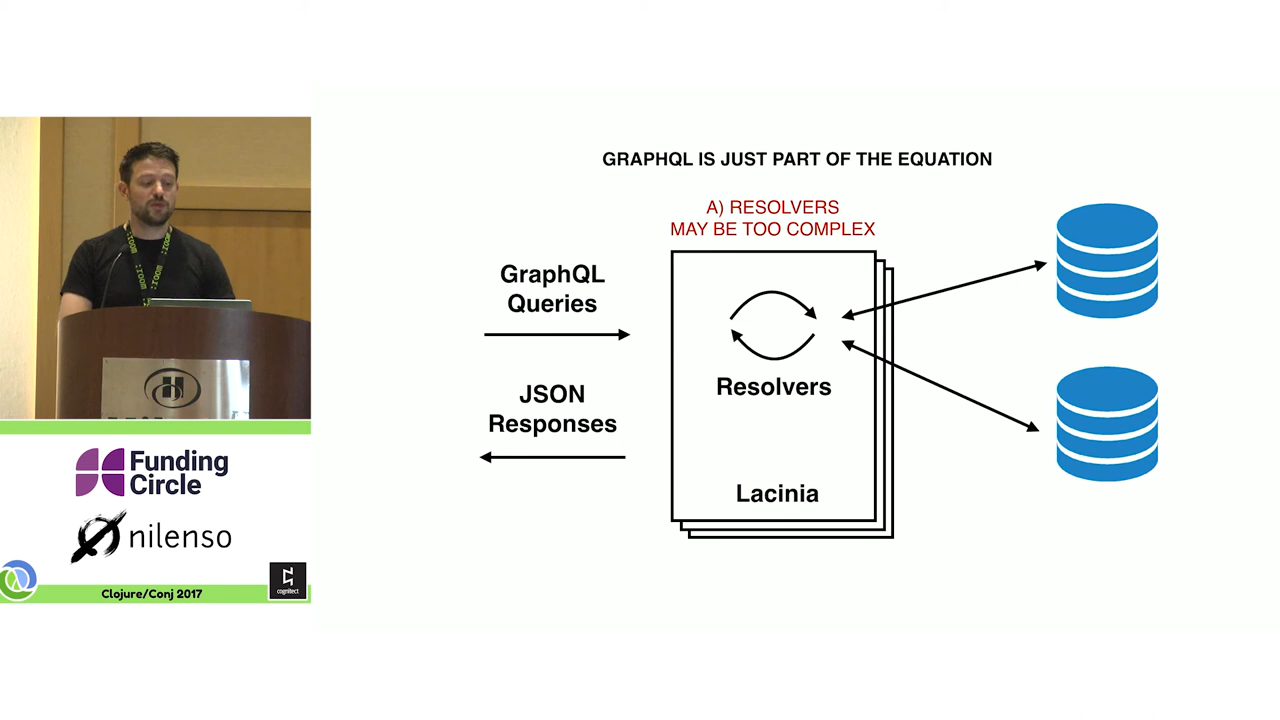 GRAPHQL IS JUST PART OF THE EQUATION
A) RESOLVERS
MAY BE TOO COMPLEX
GraphQL
Queries
JSON
Responses
Resolvers
Lacinia
Funding
Circle
nilenso
Clojure/Conj 2017
cognitect